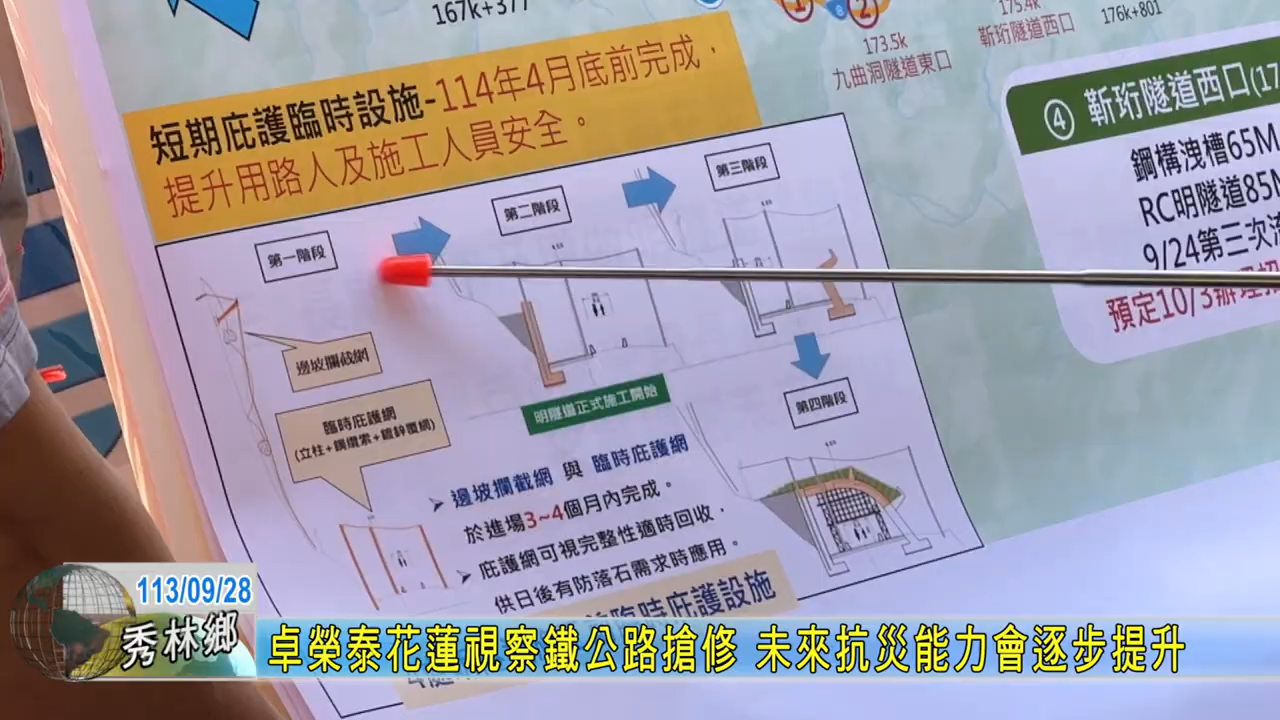 167k+377
173.5k
九曲洞隧道東口
175.4k
靳珩隧道西口
176k+801
短期庇護臨時設施-114年4月底前完成，
提升用路人及施工人員安全。
④ 靳珩隧道西口(17
鋼構洩槽65M
RC明隧道85M
9/24第三次
預定10/3辦理招
第一階段
第二階段
第三階段
邊坡攔截網
臨時庇護網
(立柱+鋼纜索+鍍鋅覆網)
明隧道正式施工開始
第四階段
➢ 邊坡攔截網 與 臨時庇護網
於進場3~4個月內完成。
➢ 庇護網可視完整性適時回收，
供日後有防落石需求時應用。
臨時庇護設施
113/09/28
秀林鄉
卓榮泰花蓮視察鐵公路搶修 未來抗災能力會逐步提升